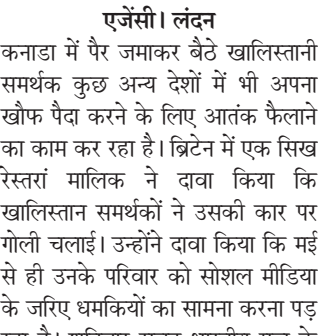 एजेंसी। लंदन
कनाडा में पैर जमाकर बैठे खालिस्तानी
समर्थक कुछ अन्य देशों में भी अपना
खौफ पैदा करने के लिए आतंक फैलाने
का काम कर रहा है। ब्रिटेन में एक सिख
रेस्तरां मालिक ने दावा किया कि
खालिस्तान समर्थकों ने उसकी कार पर
गोली चलाई। उन्होंने दावा किया कि मई
से ही उनके परिवार को सोशल मीडिया
के जरिए धमकियों का सामना करना पड़